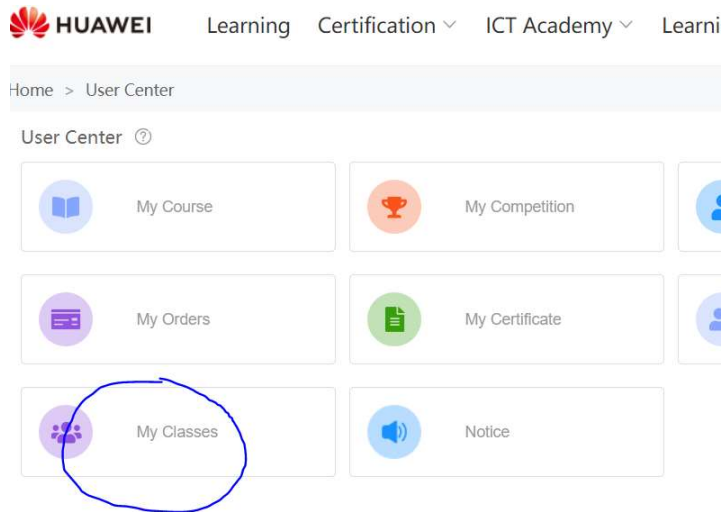 HUAWEI Learning Certification ICT Academy Learni
Home > User Center
User Center ?
My Course My Competition
My Orders My Certificate
My Classes Notice